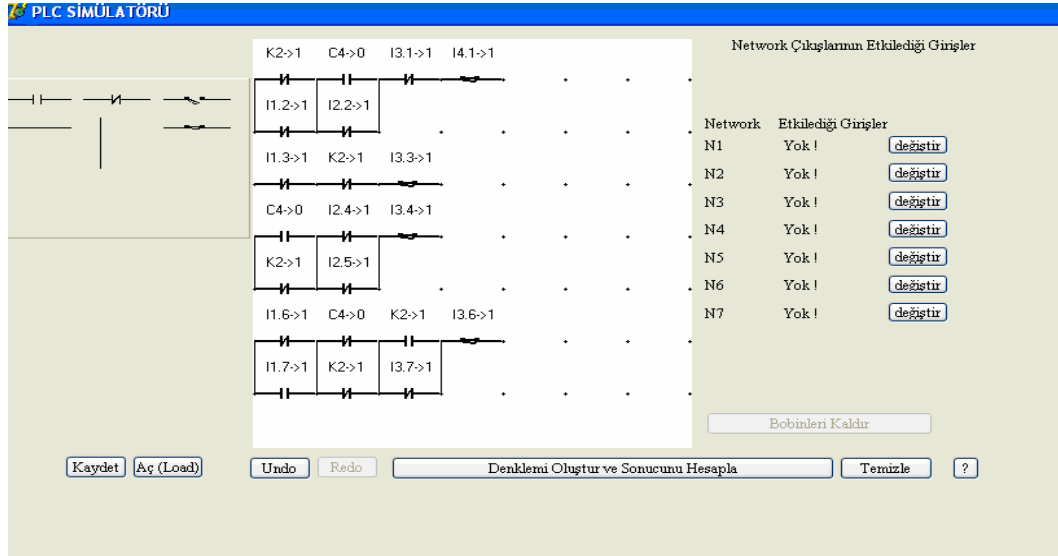 PLC SİMÜLATÖRÜ
K2->1 C4->0 I3.1->1 I4.1->1
I1.2->1 I2.2->1
I1.3->1 K2->1 I3.3->1
C4->0 I2.4->1 I3.4->1
K2->1 I2.5->1
I1.6->1 C4->0 K2->1 I3.6->1
I1.7->1 K2->1 I3.7->1
Network Çıkışlarının Etkilediği Girişler
Network Etkilediği Girişler
N1 Yok ! değiştir
N2 Yok ! değiştir
N3 Yok ! değiştir
N4 Yok ! değiştir
N5 Yok ! değiştir
N6 Yok ! değiştir
N7 Yok ! değiştir
Bobinleri Kaldır
Kaydet Aç (Load) Undo Redo Denklemi Oluştur ve Sonucunu Hesapla Temizle ?